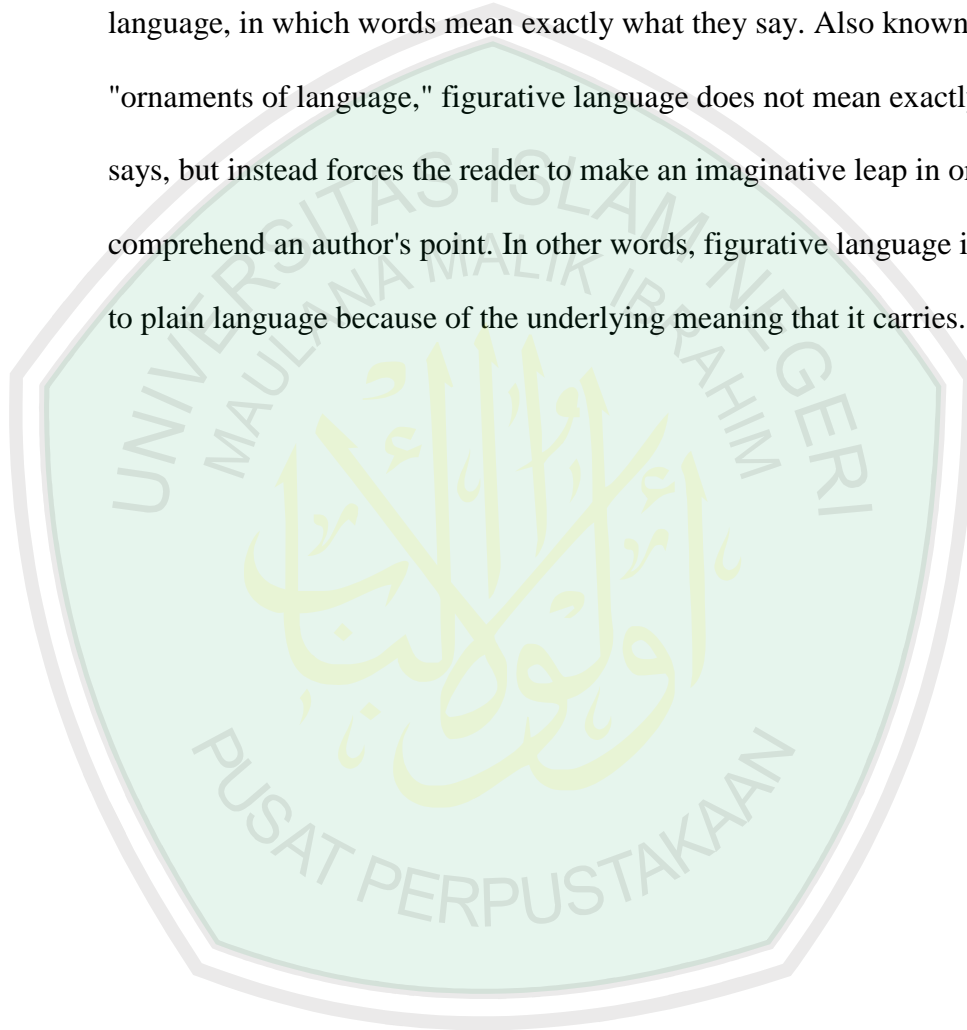 language, in which words mean exactly what they say. Also known
"ornaments of language," figurative language does not mean exactly
says, but instead forces the reader to make an imaginative leap in or
comprehend an author's point. In other words, figurative language i
to plain language because of the underlying meaning that it carries.
UNIVERSITAS ISLAM NEGERI
MAULANA MALIK IBRAHIM
أولو الألباب
PUSAT PERPUSTAKAAN